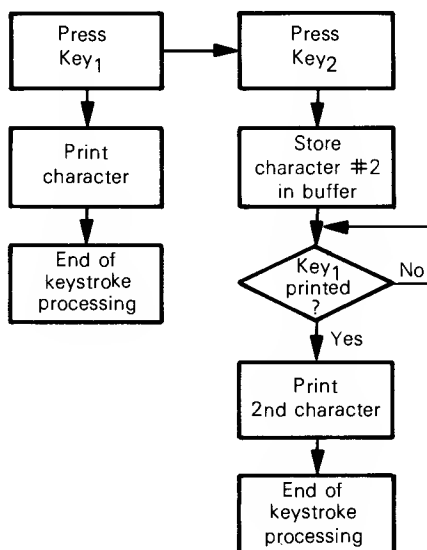 Press
Key₁
Print
character
End of
keystroke
processing
Press
Key₂
Store
character #2
in buffer
Key₁
printed
?
No
Yes
Print
2nd character
End of
keystroke
processing